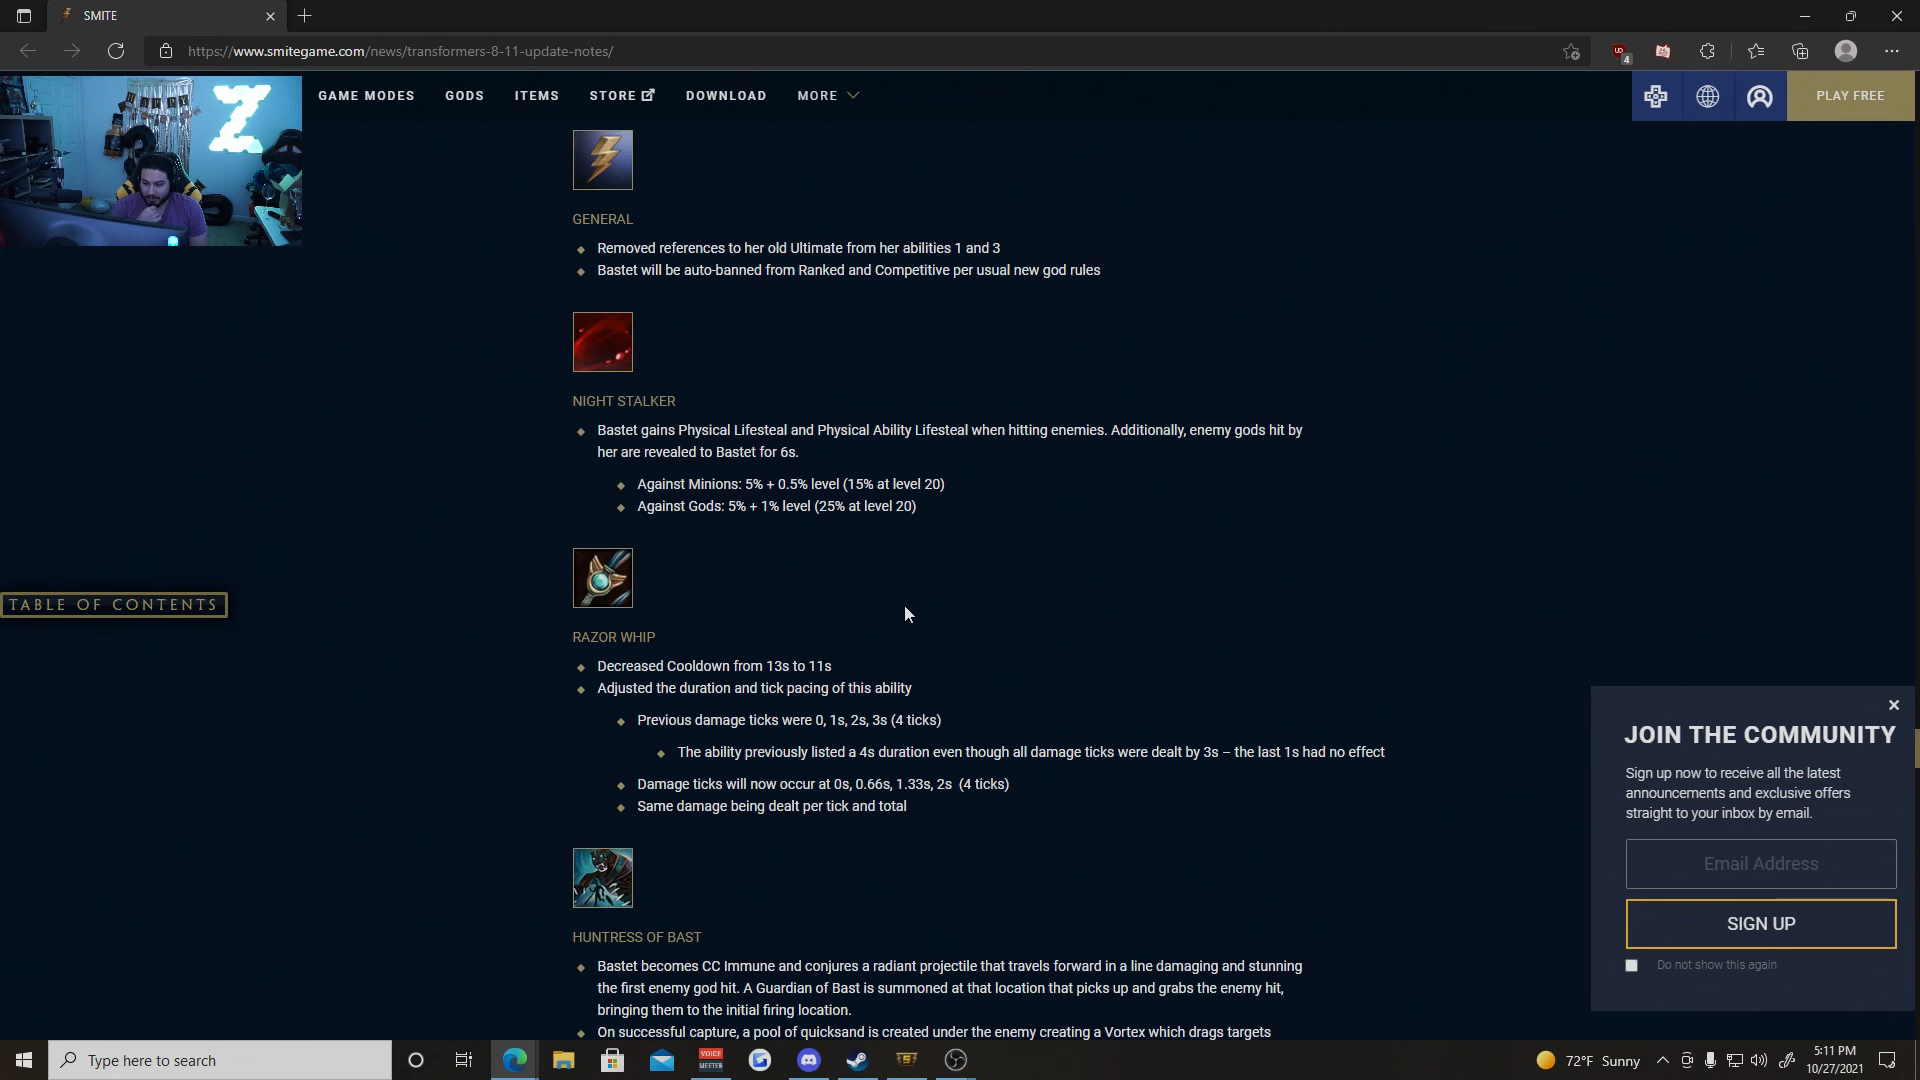 SMITE
https://www.smitegame.com/news/transformers-8-11-update-notes/
4
GAME MODES
GODS
ITEMS
STORE
DOWNLOAD
MORE
PLAY FREE
Z
GENERAL
Removed references to her old Ultimate from her abilities 1 and 3
Bastet will be auto-banned from Ranked and Competitive per usual new god rules
NIGHT STALKER
Bastet gains Physical Lifesteal and Physical Ability Lifesteal when hitting enemies. Additionally, enemy gods hit by
her are revealed to Bastet for 6s.
Against Minions: 5% + 0.5% level (15% at level 20)
Against Gods: 5% + 1% level (25% at level 20)
TABLE OF CONTENTS
RAZOR WHIP
Decreased Cooldown from 13s to 11s
Adjusted the duration and tick pacing of this ability
Previous damage ticks were 0, 1s, 2s, 3s (4 ticks)
The ability previously listed a 4s duration even though all damage ticks were dealt by 3s – the last 1s had no effect
Damage ticks will now occur at 0s, 0.66s, 1.33s, 2s (4 ticks)
Same damage being dealt per tick and total
HUNTRESS OF BAST
Bastet becomes CC Immune and conjures a radiant projectile that travels forward in a line damaging and stunning
the first enemy god hit. A Guardian of Bast is summoned at that location that picks up and grabs the enemy hit,
bringing them to the initial firing location.
On successful capture, a pool of quicksand is created under the enemy creating a Vortex which drags targets
JOIN THE COMMUNITY
Sign up now to receive all the latest
announcements and exclusive offers
straight to your inbox by email.
Email Address
SIGN UP
Do not show this again
Type here to search
VOICE
MEETER
72°F Sunny
5:11 PM
10/27/2021